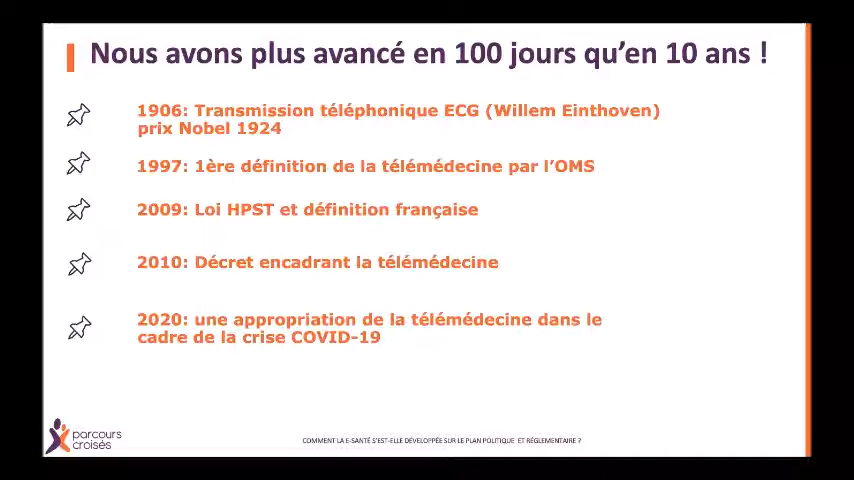 Nous avons plus avancé en 100 jours qu’en 10 ans !
1906: Transmission téléphonique ECG (Willem Einthoven)
prix Nobel 1924
1997: 1ère définition de la télémédecine par l’OMS
2009: Loi HPST et définition française
2010: Décret encadrant la télémédecine
2020: une appropriation de la télémédecine dans le
cadre de la crise COVID-19
parcours
croisés
COMMENT LA E-SANTÉ S’EST-ELLE DÉVELOPPÉE SUR LE PLAN POLITIQUE ET RÉGLEMENTAIRE ?